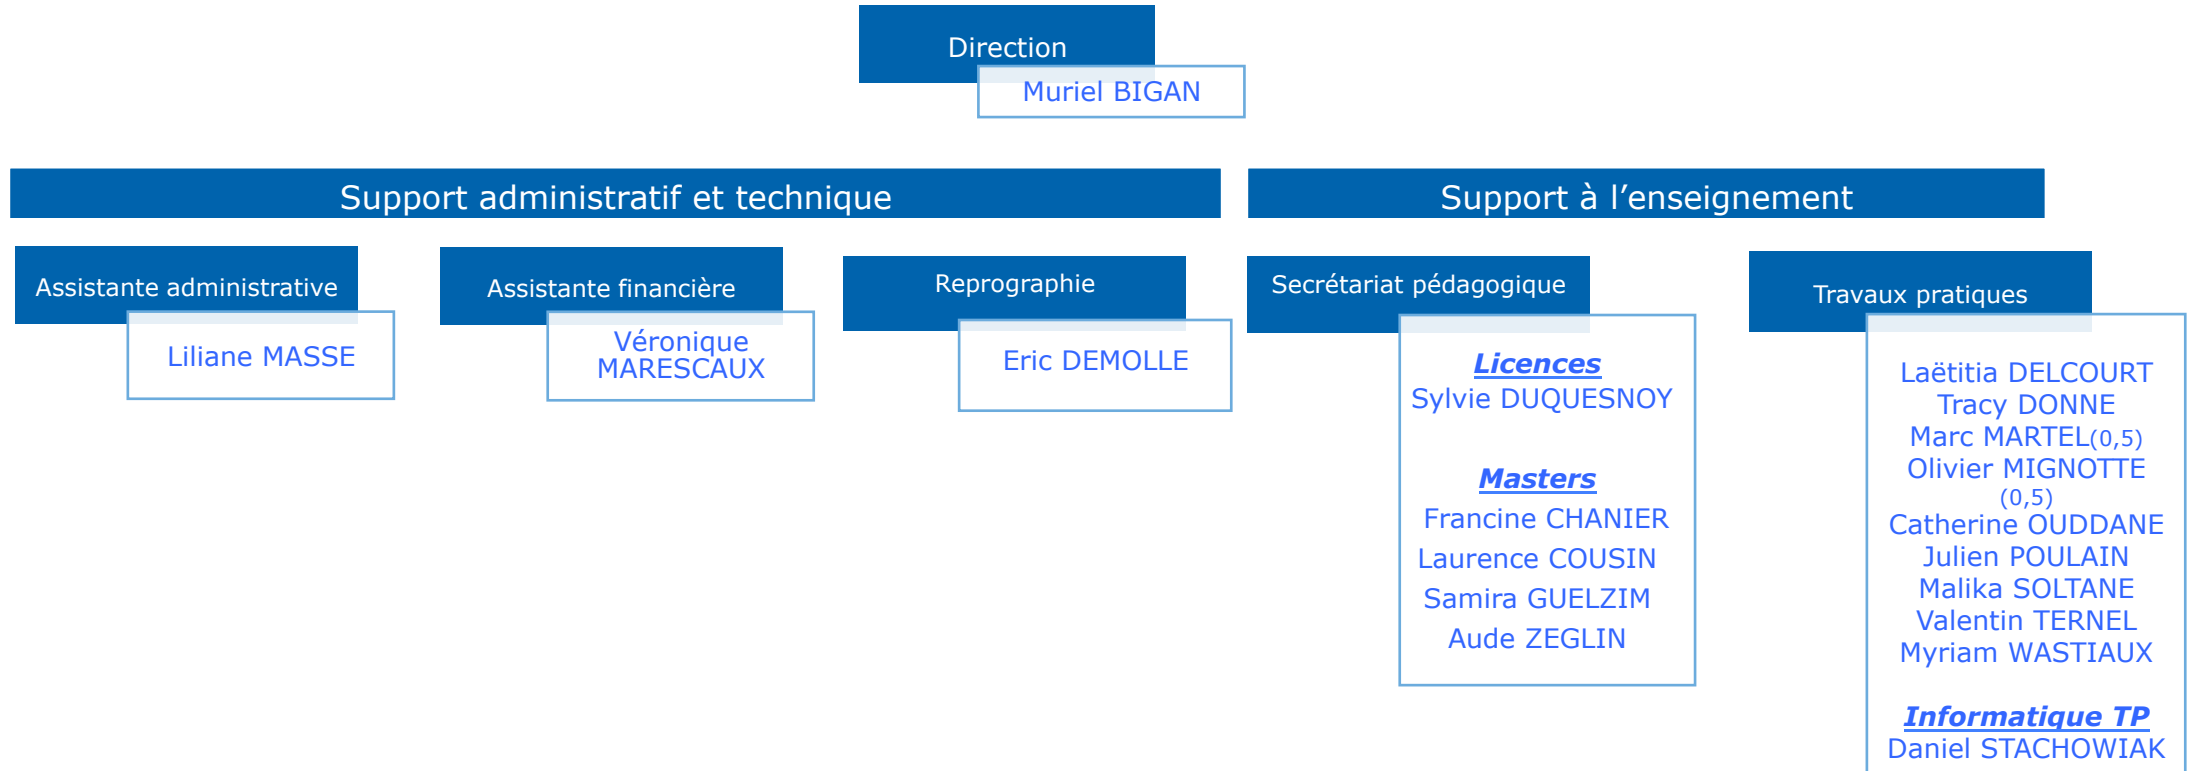 Direction
Muriel BIGAN
Support administratif et technique
Support à l’enseignement
Assistante administrative
Liliane MASSE
Assistante financière
Véronique
MARESCAUX
Reprographie
Eric DEMOLLE
Secrétariat pédagogique
Licences
Sylvie DUQUESNOY
Masters
Francine CHANIER
Laurence COUSIN
Samira GUELZIM
Aude ZEGLIN
Travaux pratiques
Laëtitia DELCOURT
Tracy DONNE
Marc MARTEL(0,5)
Olivier MIGNOTTE
(0,5)
Catherine OUDDANE
Julien POULAIN
Malika SOLTANE
Valentin TERNEL
Myriam WASTIAUX
Informatique TP
Daniel STACHOWIAK